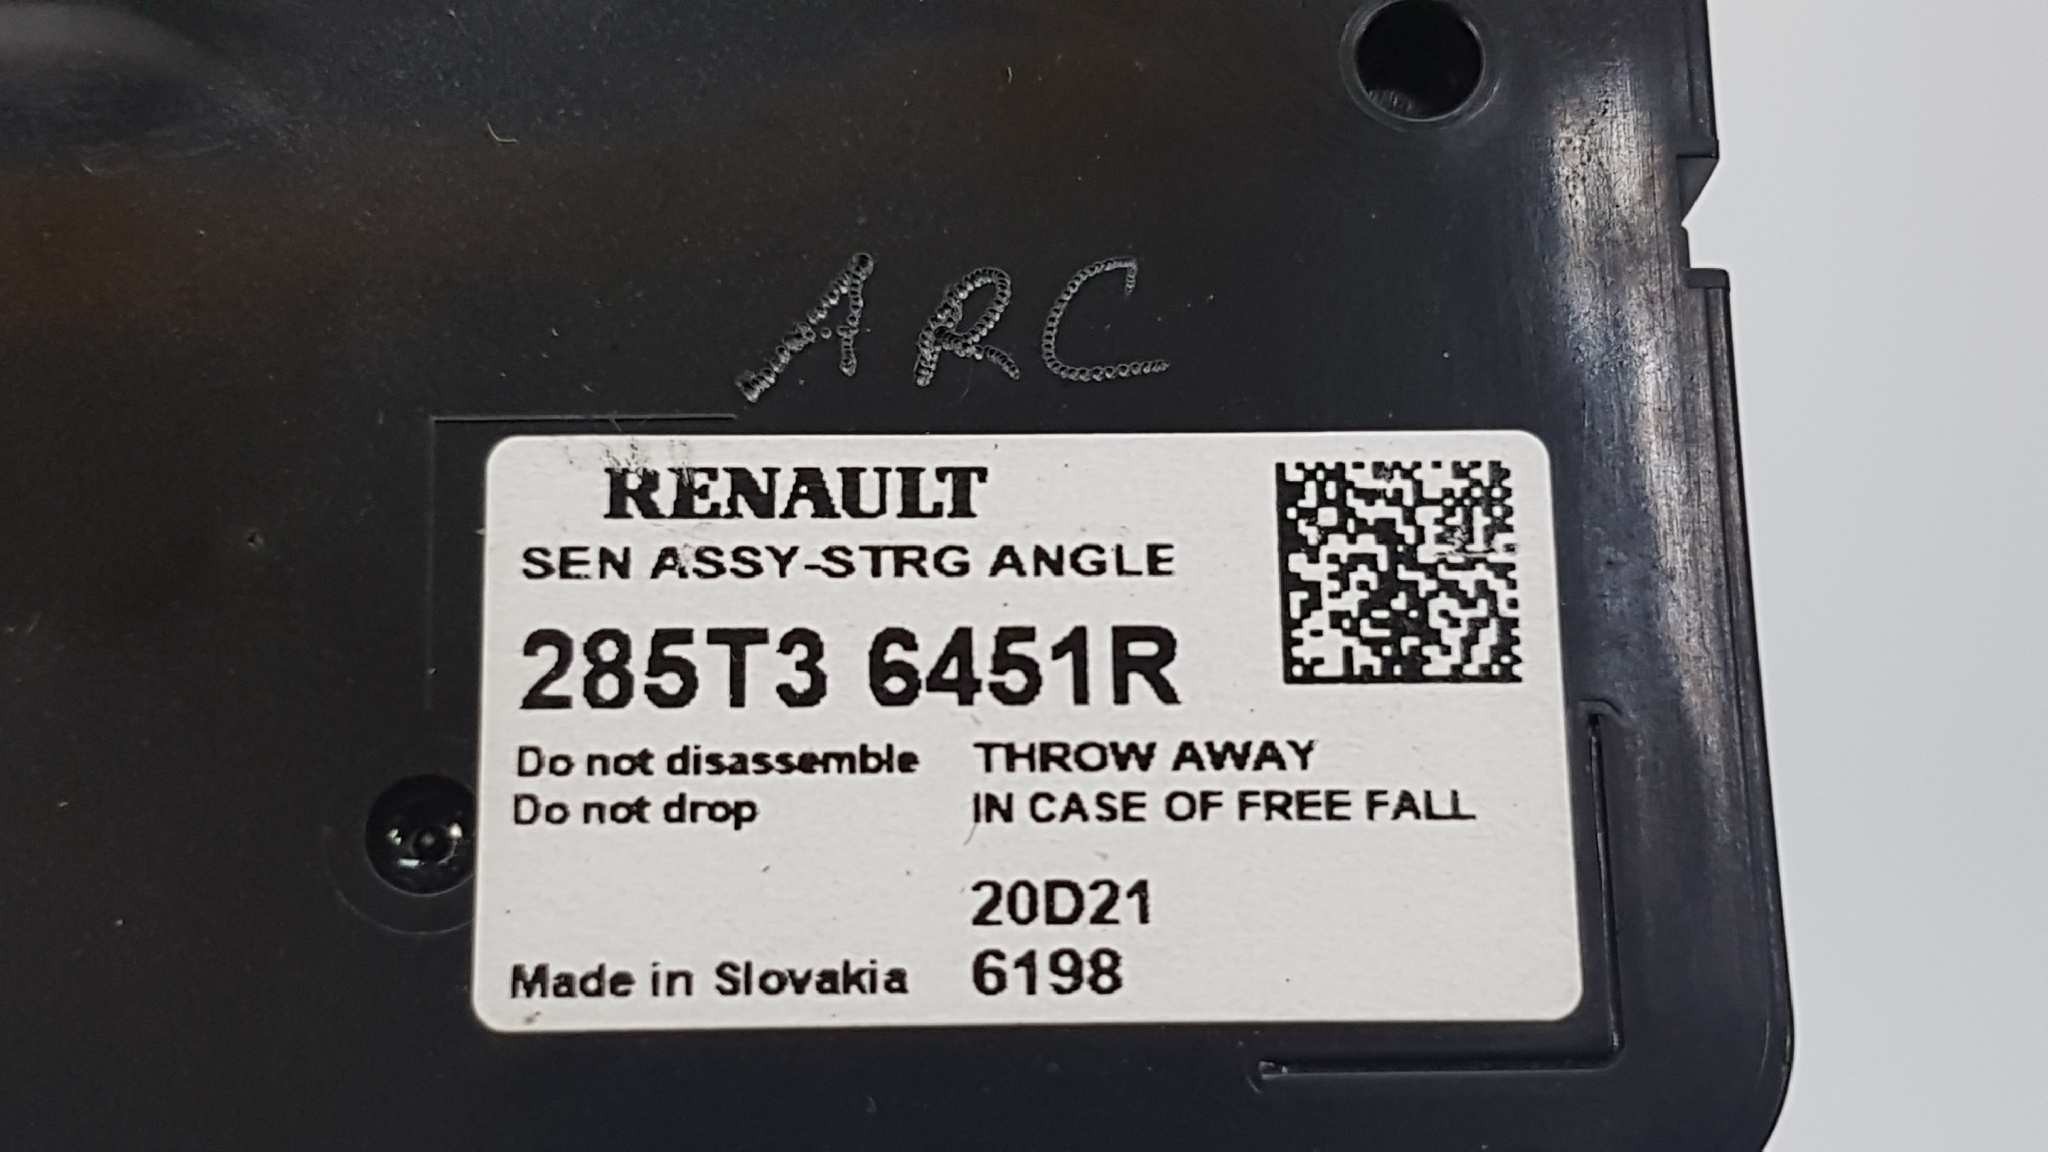 ARC
RENAULT
SEN ASSY-STRG ANGLE
285T3 6451R
Do not disassemble THROW AWAY
Do not drop IN CASE OF FREE FALL
20D21
Made in Slovakia 6198